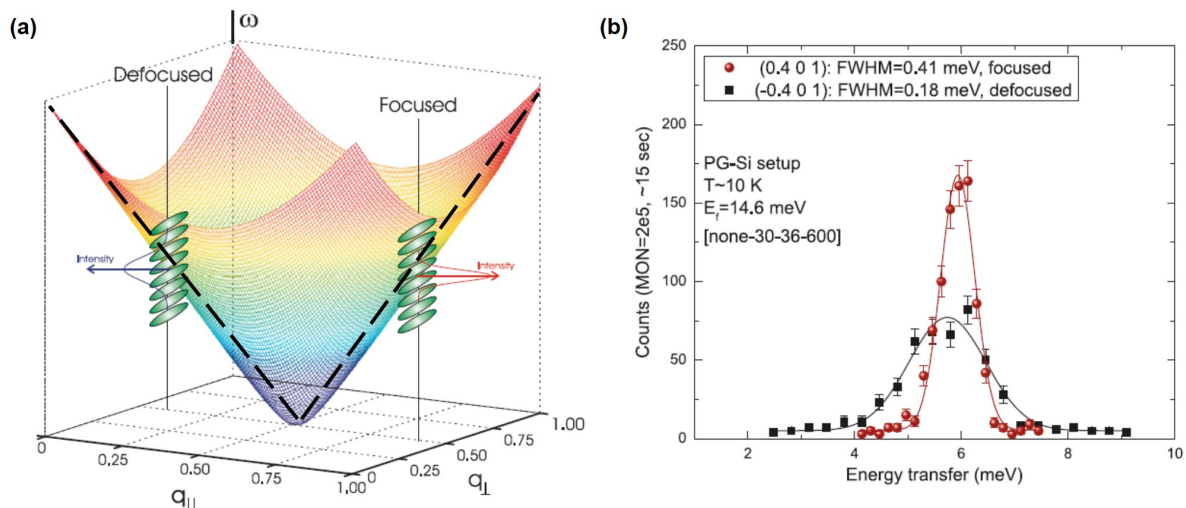 (a)
ω
Defocused
Focused
Intensity
Intensity
0
0.25
0.50
0.75
1.00
q||
0
0.25
0.50
0.75
1.00
q⊥
(b)
250
200
150
100
50
0
Counts (MON=2e5, ~15 sec)
(0.4 0 1): FWHM=0.41 meV, focused
(-0.4 0 1): FWHM=0.18 meV, defocused
PG-Si setup
T~10 K
Ef=14.6 meV
[none-30-36-600]
2 4 6 8 10
Energy transfer (meV)